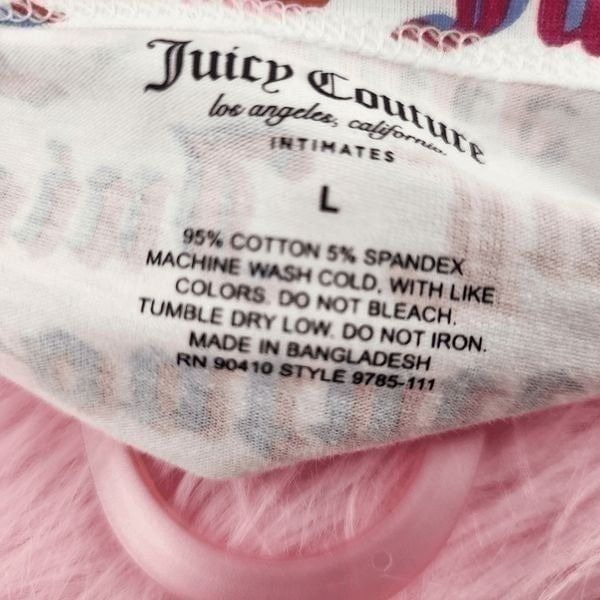 Juicy Couture
los angeles, california.
INTIMATES
L
95% COTTON 5% SPANDEX
MACHINE WASH COLD, WITH LIKE
COLORS. DO NOT BLEACH.
TUMBLE DRY LOW. DO NOT IRON.
MADE IN BANGLADESH
RN 90410 STYLE 9785-111